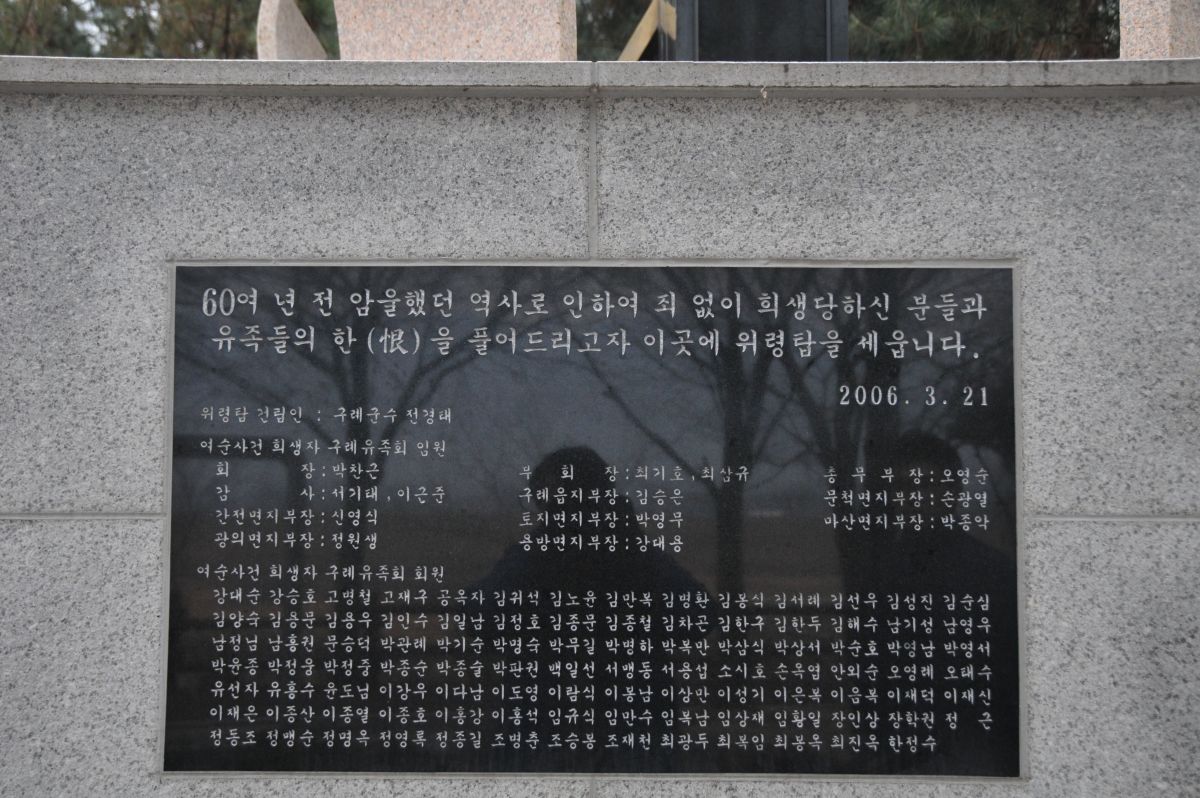 60여 년 전 암울했던 역사로 인하여 죄 없이 희생당하신 분들과
유족들의 한(恨)을 풀어드리고자 이곳에 위령탑을 세웁니다.
2006. 3. 21
위령탑 건립인 : 구례군수 전경태
여순사건 희생자 구례유족회 임원
회 장:박찬근 부 회 장:최기호,최삼규 총 무 부 장:오영순
감 사:서기태,이근준 구례읍지부장:김승은 문척면지부장:손광열
간전면지부장:신영식 토지면지부장:박영무 마산면지부장:박종악
광의면지부장:정원생 용방면지부장:강대용
여순사건 희생자 구례유족회 회원
강대순 강승호 고명철 고재구 공옥자 김귀석 김노윤 김만복 김병환 김봉식 김서례 김선우 김성진 김순심
김양숙 김용문 김용우 김인수 김일남 김정호 김종문 김종철 김차곤 김한구 김한두 김해수 남기성 남영우
남정님 남홍원 문승덕 박관례 박기순 박명숙 박무길 박병하 박복만 박삼식 박상서 박순호 박영남 박영서
박윤종 박정웅 박정중 박종순 박종술 박판권 백일선 서맹동 서용섭 소시호 손옥엽 안외순 오영례 오태수
유선자 유흥수 윤도님 이강우 이다남 이도영 이람식 이봉남 이상만 이성기 이은복 이음복 이재덕 이재신
이재은 이종산 이종열 이종호 이홍강 이홍석 임규식 임만수 임복남 임상재 임황일 장인상 장학권 정 근
정동조 정맹순 정명옥 정영록 정종길 조명춘 조승봉 조재천 최광두 최복임 최봉옥 최진옥 한정수